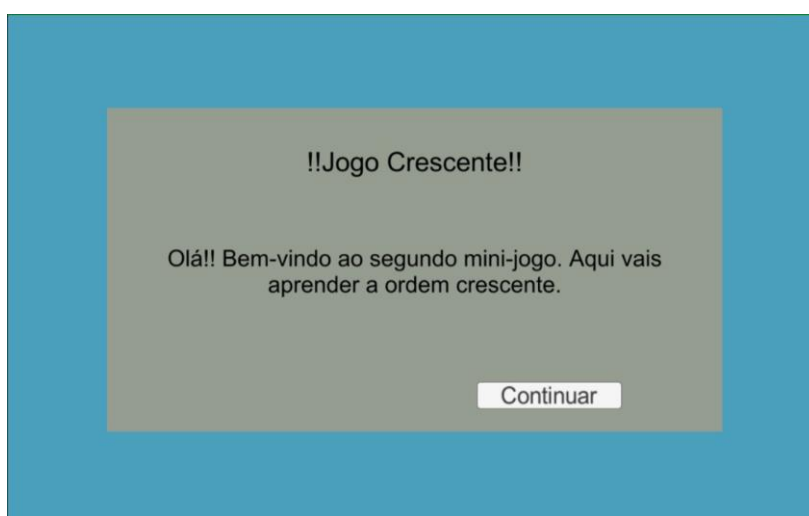 !!Jogo Crescente!!
Olá!! Bem-vindo ao segundo mini-jogo. Aqui vais
aprender a ordem crescente.
Continuar